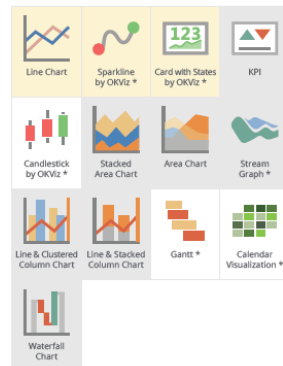 Line Chart
Sparkline
by OKViz *
123
Card with States
by OKViz *
KPI
Candlestick
by OKViz *
Stacked
Area Chart
Area Chart
Stream
Graph *
Line & Clustered
Column Chart
Line & Stacked
Column Chart
Gantt *
Calendar
Visualization *
Waterfall
Chart